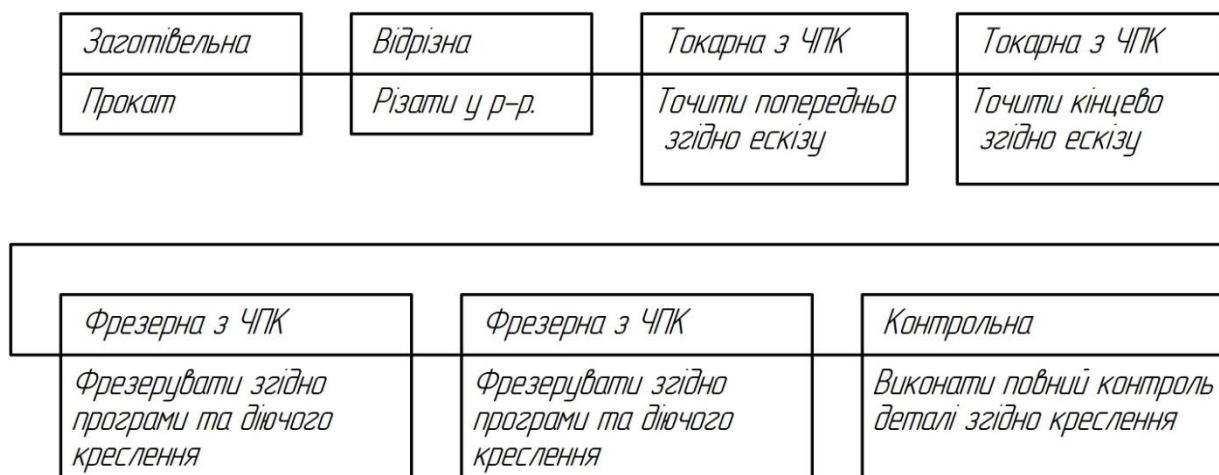 Заготівельна
Прокат
Відрізна
Різати у р-р.
Токарна з ЧПК
Точити попередньо
згідно ескізу
Токарна з ЧПК
Точити кінцево
згідно ескізу
Фрезерна з ЧПК
Фрезерувати згідно
програми та діючого
креслення
Фрезерна з ЧПК
Фрезерувати згідно
програми та діючого
креслення
Контрольна
Виконати повний контроль
деталі згідно креслення